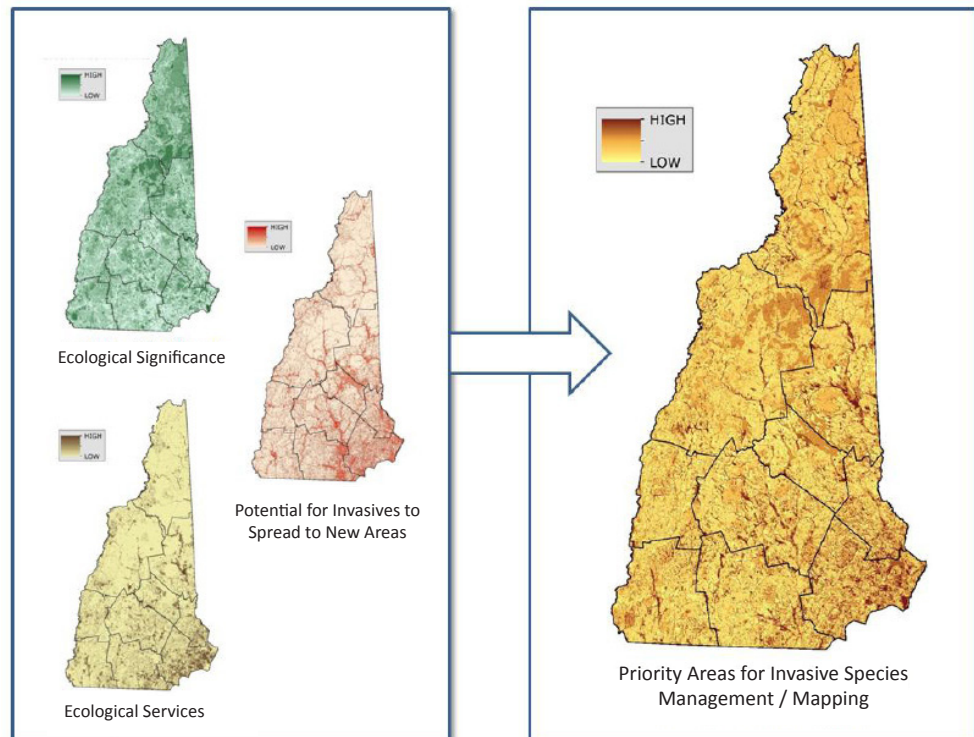 HIGH
LOW
Ecological Significance
HIGH
LOW
Potential for Invasives to
Spread to New Areas
HIGH
LOW
Ecological Services
HIGH
LOW
Priority Areas for Invasive Species
Management / Mapping